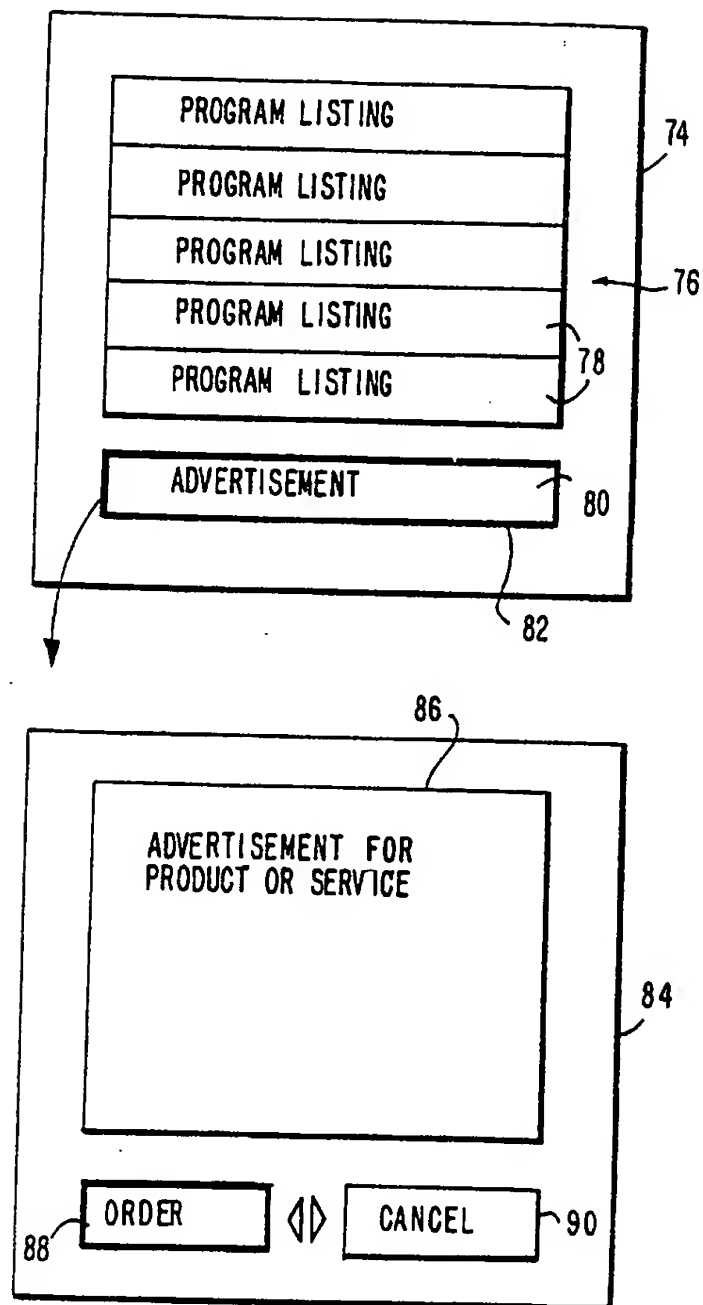 PROGRAM LISTING
74
PROGRAM LISTING
PROGRAM LISTING
76
PROGRAM LISTING
78
PROGRAM LISTING
ADVERTISEMENT
80
82
86
ADVERTISEMENT FOR
PRODUCT OR SERVICE
84
ORDER
CANCEL
88
90